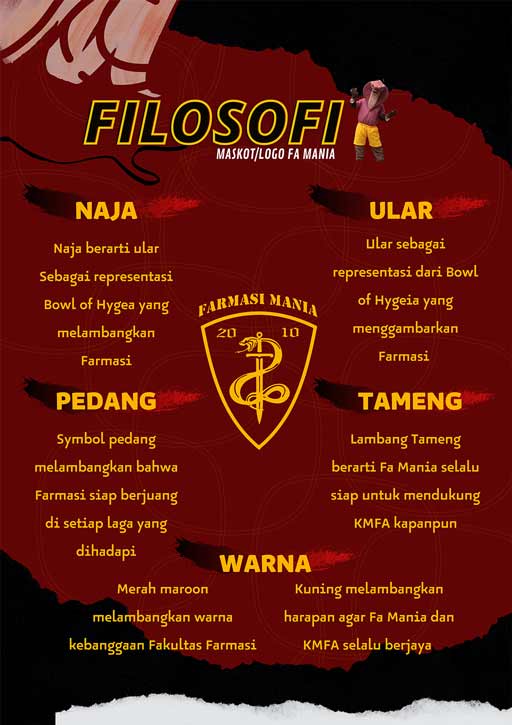 FILOSOFI
MASKOT/LOGO FA MANIA
NAJA
Naja berarti ular
Sebagai representasi
Bowl of Hygea yang
melambangkan
Farmasi
ULAR
Ular sebagai
representasi dari Bowl
of Hygeia yang
menggambarkan
Farmasi
FARMASI MANIA
2010
PEDANG
Symbol pedang
melambangkan bahwa
Farmasi siap berjuang
di setiap laga yang
dihadapi
TAMENG
Lambang Tameng
berarti Fa Mania selalu
siap untuk mendukung
KMFA kapanpun
WARNA
Merah maroon
melambangkan warna
kebanggaan Fakultas Farmasi
Kuning melambangkan
harapan agar Fa Mania dan
KMFA selalu berjaya